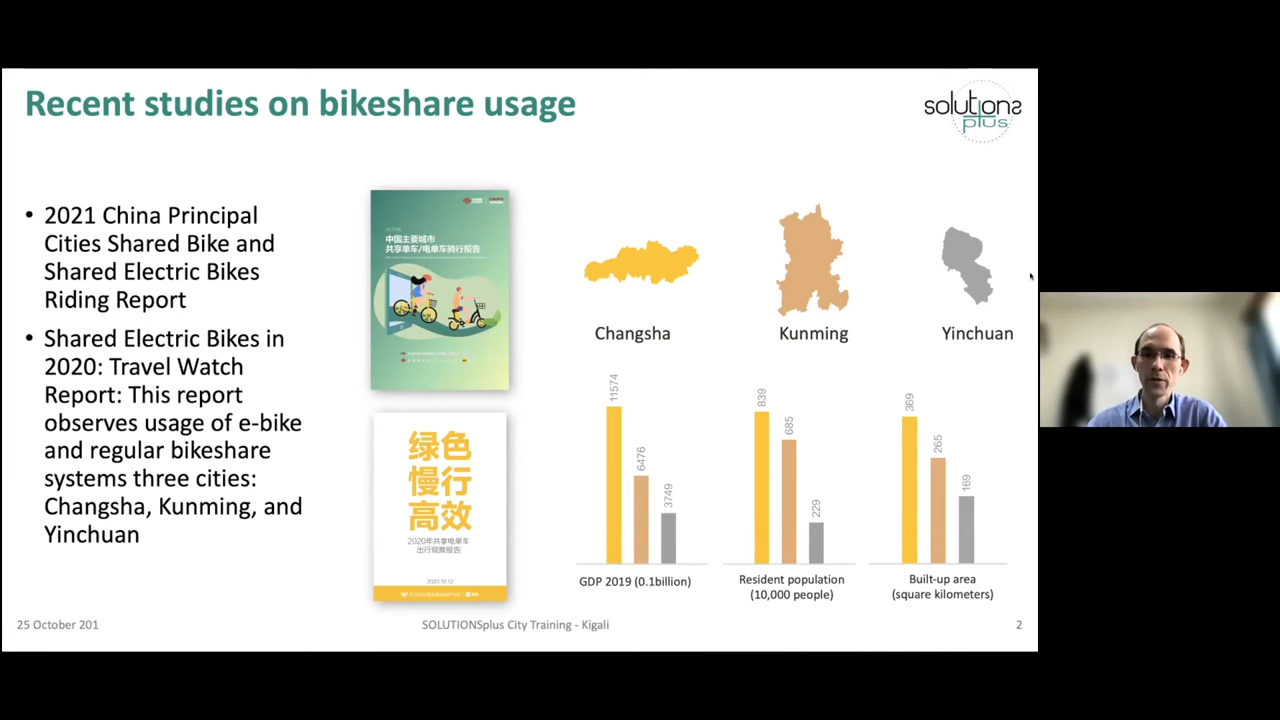 Recent studies on bikeshare usage
solutions
plus
• 2021 China Principal
Cities Shared Bike and
Shared Electric Bikes
Riding Report
• Shared Electric Bikes in
2020: Travel Watch
Report: This report
observes usage of e-bike
and regular bikeshare
systems three cities:
Changsha, Kunming, and
Yinchuan
中国主要城市
共享单车/电单车骑行报告
绿色
慢行
高效
2020年共享电单车
出行观察报告
2020.10.12
Changsha
Kunming
Yinchuan
11574
6476
3749
GDP 2019 (0.1billion)
839
685
229
Resident population
(10,000 people)
369
265
169
Built-up area
(square kilometers)
25 October 201
SOLUTIONSplus City Training - Kigali
2